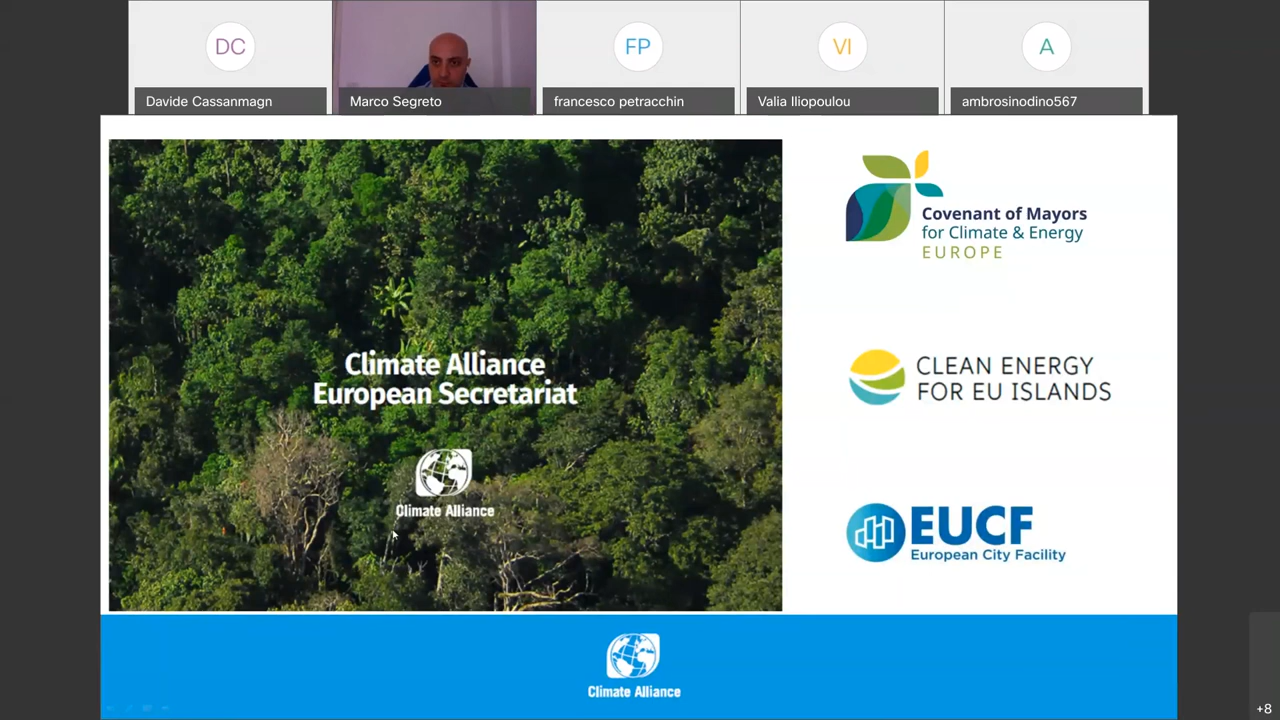 DC
Davide Cassanmagn
Marco Segreto
FP
francesco petracchin
VI
Valia Iliopoulou
A
ambrosinodino567
Climate Alliance
European Secretariat
Climate Alliance
Covenant of Mayors
for Climate & Energy
EUROPE
CLEAN ENERGY
FOR EU ISLANDS
EUCF
European City Facility
Climate Alliance
+8